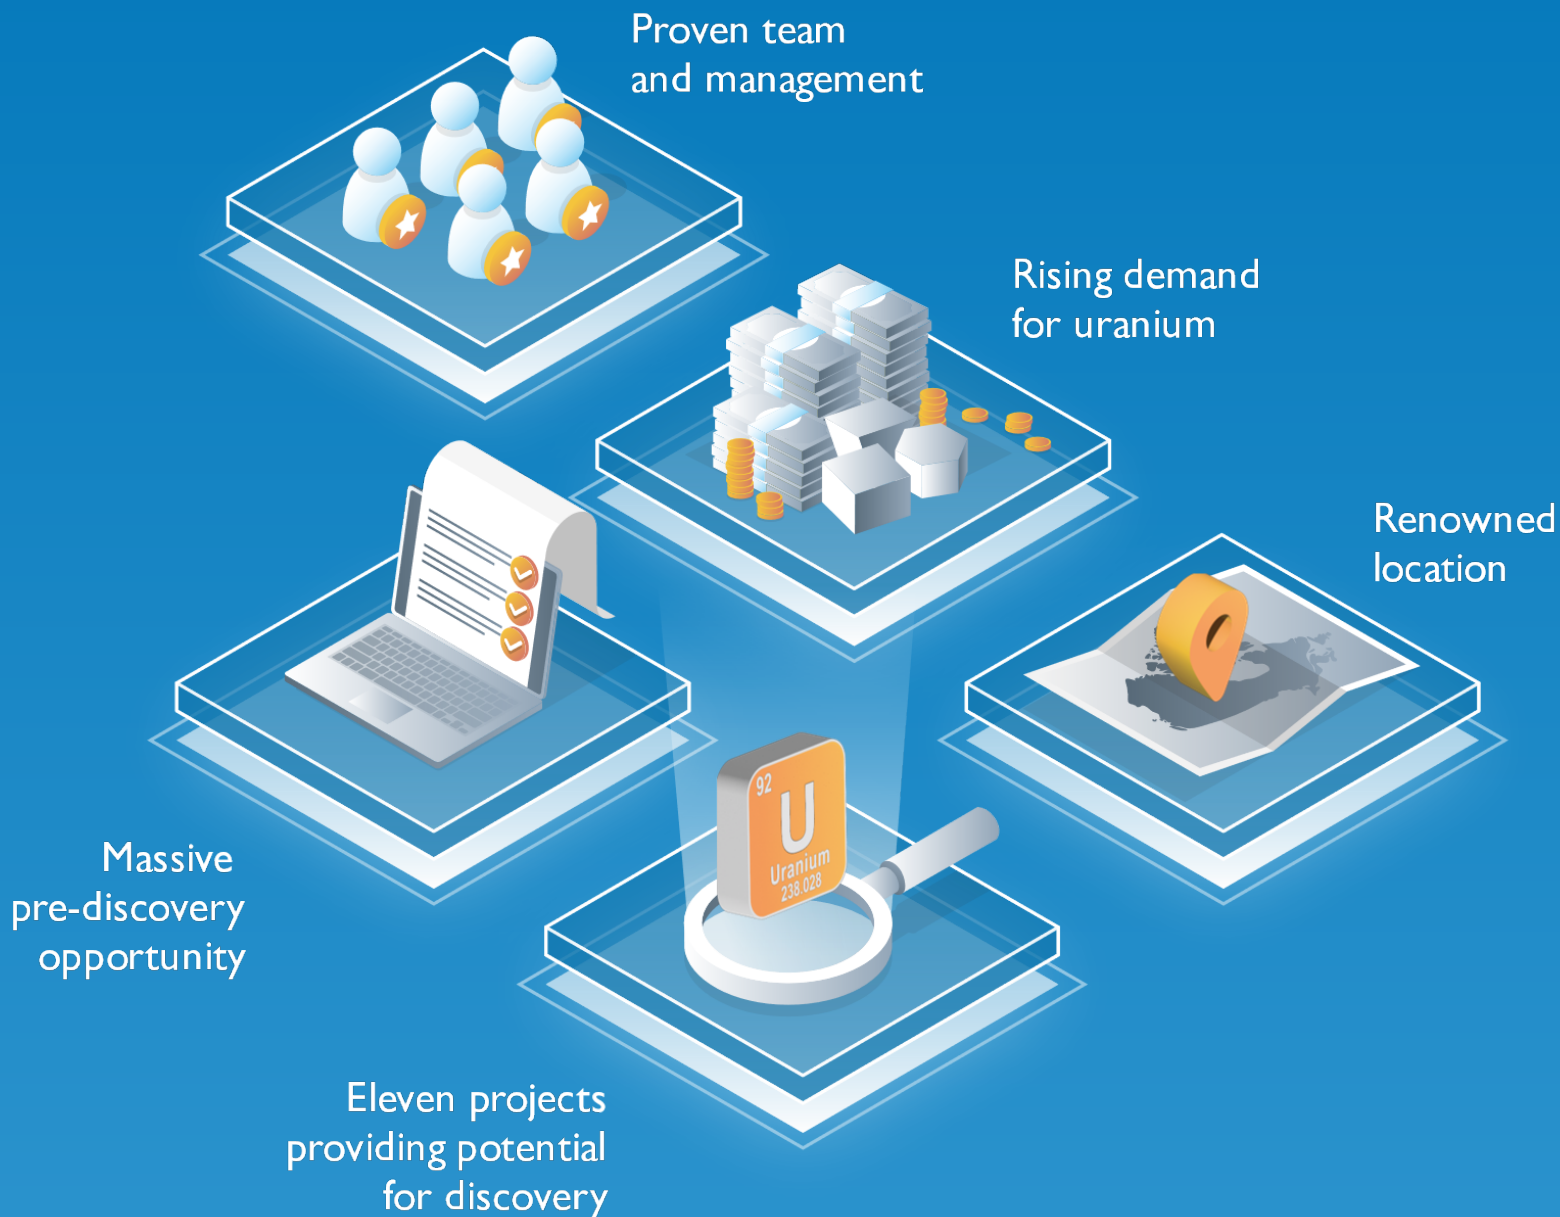 Proven team
and management
Rising demand
for uranium
Renowned
location
Massive
pre-discovery
opportunity
92
U
Uranium
238.028
Eleven projects
providing potential
for discovery